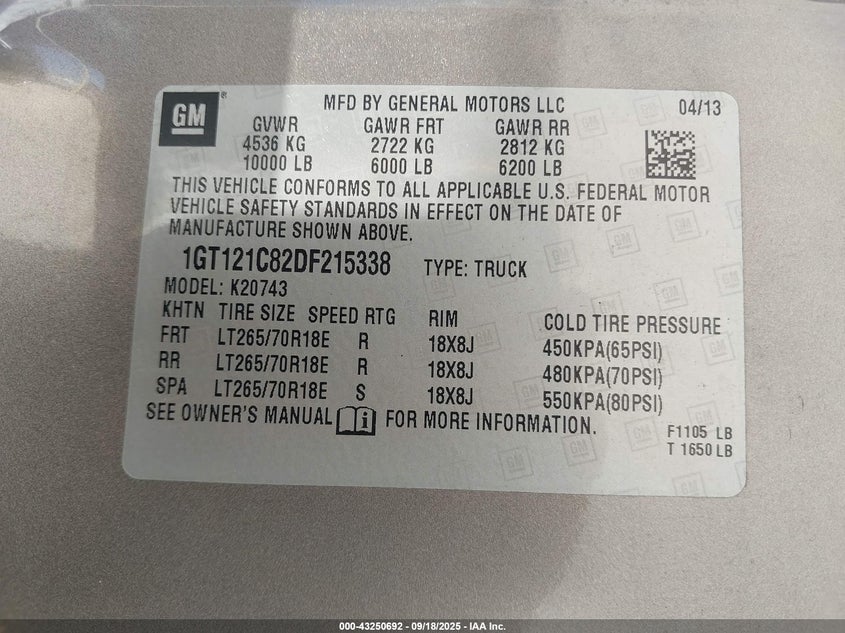 GM
MFD BY GENERAL MOTORS LLC 04/13
GVWR GAWR FRT GAWR RR
4536 KG 2722 KG 2812 KG
10000 LB 6000 LB 6200 LB
THIS VEHICLE CONFORMS TO ALL APPLICABLE U.S. FEDERAL MOTOR
VEHICLE SAFETY STANDARDS IN EFFECT ON THE DATE OF
MANUFACTURE SHOWN ABOVE.
1GT121C82DF215338 TYPE: TRUCK
MODEL: K20743
KHTN TIRE SIZE SPEED RTG RIM COLD TIRE PRESSURE
FRT LT265/70R18E R 18X8J 450KPA(65PSI)
RR LT265/70R18E R 18X8J 480KPA(70PSI)
SPA LT265/70R18E S 18X8J 550KPA(80PSI)
SEE OWNER'S MANUAL FOR MORE INFORMATION.
F1105 LB
T 1650 LB
000-43250692 - 09/18/2025 - IAA Inc.